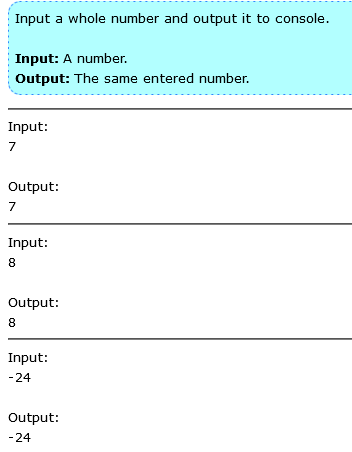 Input a whole number and output it to console.
Input: A number.
Output: The same entered number.
Input:
7
Output:
7
Input:
8
Output:
8
Input:
-24
Output:
-24